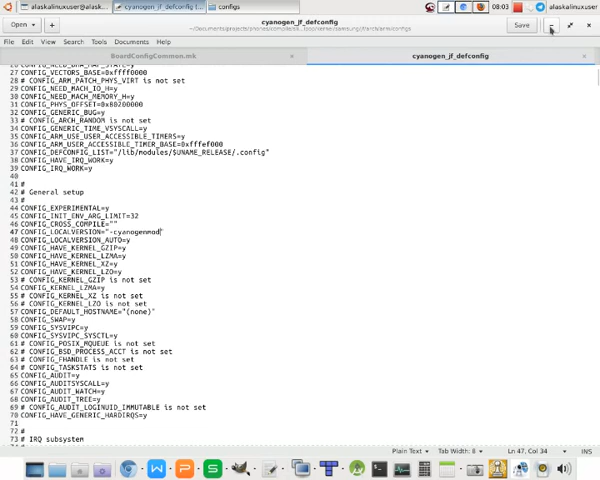 alaskalinuxuser@alask...
cyanogen_jf_defconfig (...
configs
08:03
alaskalinuxuser
Open
cyanogen_jf_defconfig
Save
File Edit View Search Tools Documents Help
BoardConfigCommon.mk
cyanogen_jf_defconfig
27 CONFIG_VECTORS_BASE=0xffff0000
28 # CONFIG_ARM_PATCH_PHYS_VIRT is not set
29 CONFIG_NEED_MACH_IO_H=y
30 CONFIG_NEED_MACH_MEMORY_H=y
31 CONFIG_PHYS_OFFSET=0x80200000
32 CONFIG_GENERIC_BUG=y
33 # CONFIG_ARCH_RANDOM is not set
34 CONFIG_GENERIC_TIME_VSYSCALL=y
35 CONFIG_ARM_USE_USER_ACCESSIBLE_TIMERS=y
36 CONFIG_ARM_USER_ACCESSIBLE_TIMER_BASE=0xfffef000
37 CONFIG_DEFCONFIG_LIST="/lib/modules/$UNAME_RELEASE/.config"
38 CONFIG_HAVE_IRQ_WORK=y
39 CONFIG_IRQ_WORK=y
40
41 #
42 # General setup
43 #
44 CONFIG_EXPERIMENTAL=y
45 CONFIG_INIT_ENV_ARG_LIMIT=32
46 CONFIG_CROSS_COMPILE=""
47 CONFIG_LOCALVERSION="-cyanogenmod"
48 CONFIG_LOCALVERSION_AUTO=y
49 CONFIG_HAVE_KERNEL_GZIP=y
50 CONFIG_HAVE_KERNEL_LZMA=y
51 CONFIG_HAVE_KERNEL_XZ=y
52 CONFIG_HAVE_KERNEL_LZO=y
53 # CONFIG_KERNEL_GZIP is not set
54 CONFIG_KERNEL_LZMA=y
55 # CONFIG_KERNEL_XZ is not set
56 # CONFIG_KERNEL_LZO is not set
57 CONFIG_DEFAULT_HOSTNAME="(none)"
58 CONFIG_SWAP=y
59 CONFIG_SYSVIPC=y
60 CONFIG_SYSVIPC_SYSCTL=y
61 # CONFIG_POSIX_MQUEUE is not set
62 # CONFIG_BSD_PROCESS_ACCT is not set
63 # CONFIG_FHANDLE is not set
64 # CONFIG_TASKSTATS is not set
65 CONFIG_AUDIT=y
66 CONFIG_AUDITSYSCALL=y
67 CONFIG_AUDIT_WATCH=y
68 CONFIG_AUDIT_TREE=y
69 # CONFIG_AUDIT_LOGINUID_IMMUTABLE is not set
70 CONFIG_HAVE_GENERIC_HARDIRQS=y
71
72 #
73 # IRQ subsystem
Plain Text Tab Width: 8 Ln 47, Col 34 INS